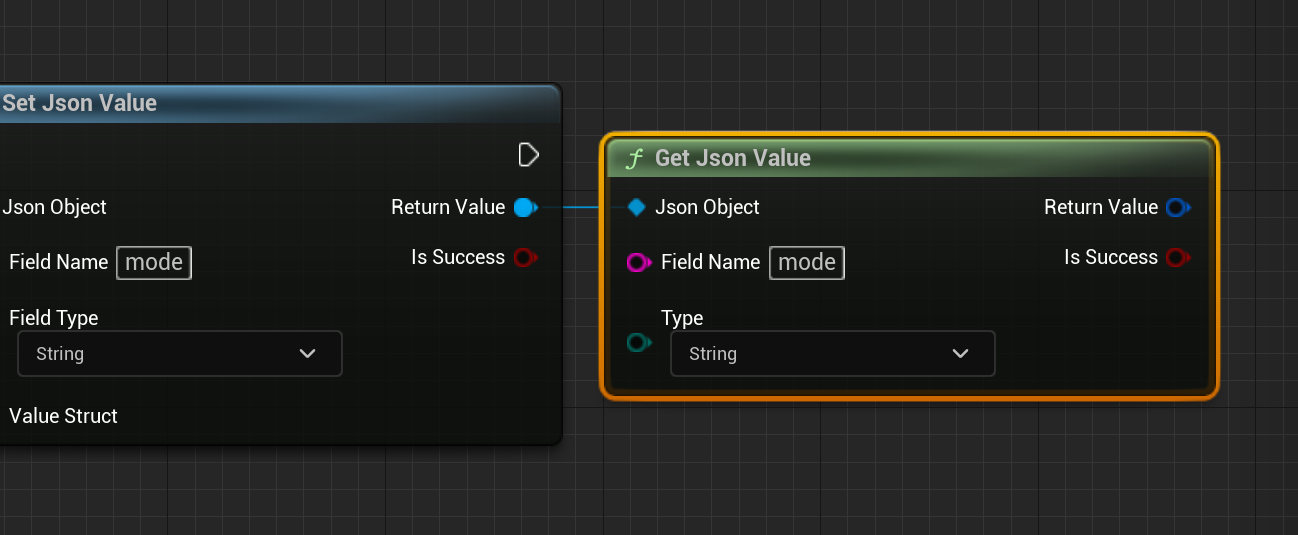 Set Json Value
Json Object
Return Value
Field Name mode
Is Success
Field Type
String
Value Struct
f Get Json Value
Json Object
Return Value
Field Name mode
Is Success
Type
String